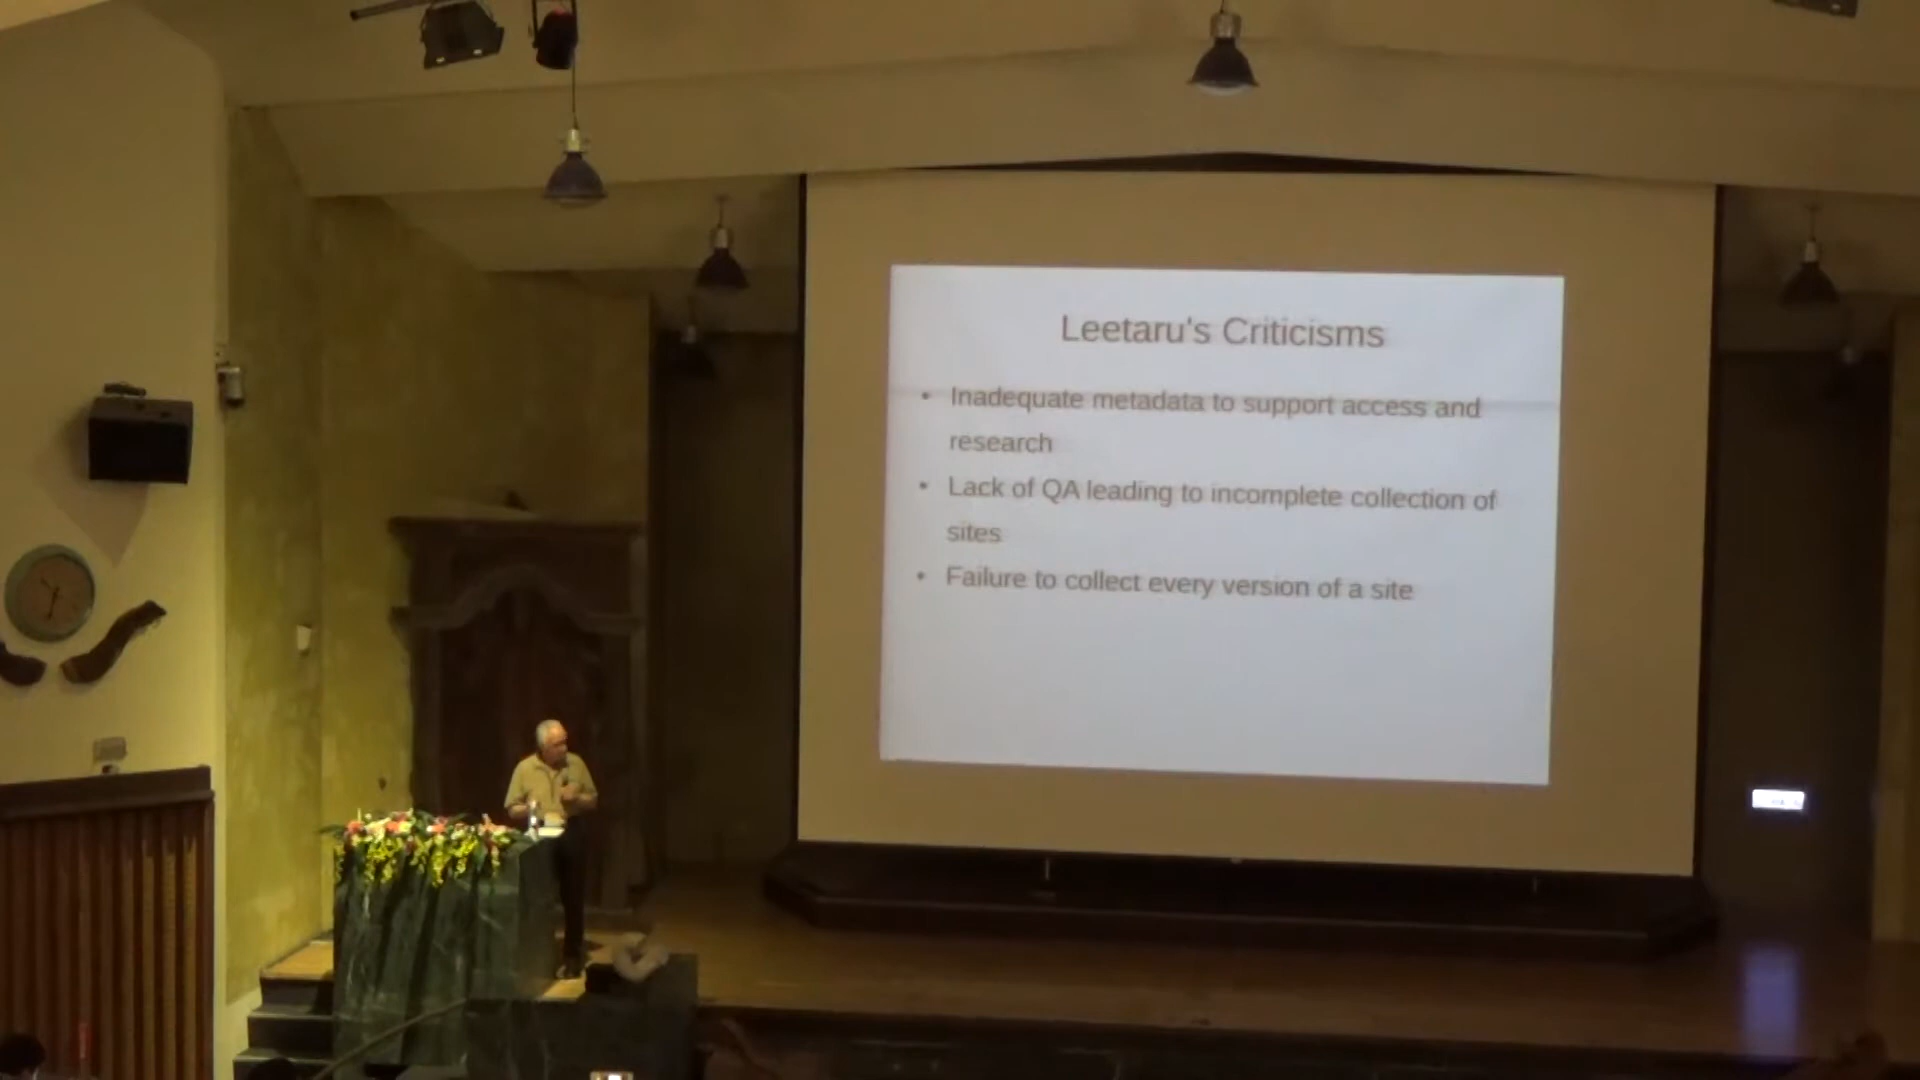 Leetaru's Criticisms
• Inadequate metadata to support access and
research
• Lack of QA leading to incomplete collection of
sites
• Failure to collect every version of a site